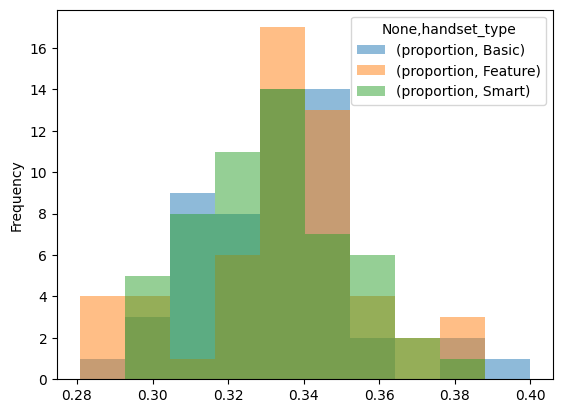 None,handset_type
(proportion, Basic)
(proportion, Feature)
(proportion, Smart)
Frequency
16
14
12
10
8
6
4
2
0
0.28 0.30 0.32 0.34 0.36 0.38 0.40